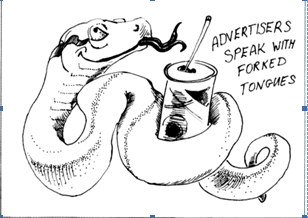 ADVERTISERS
SPEAK WITH
FORKED
TONGUES